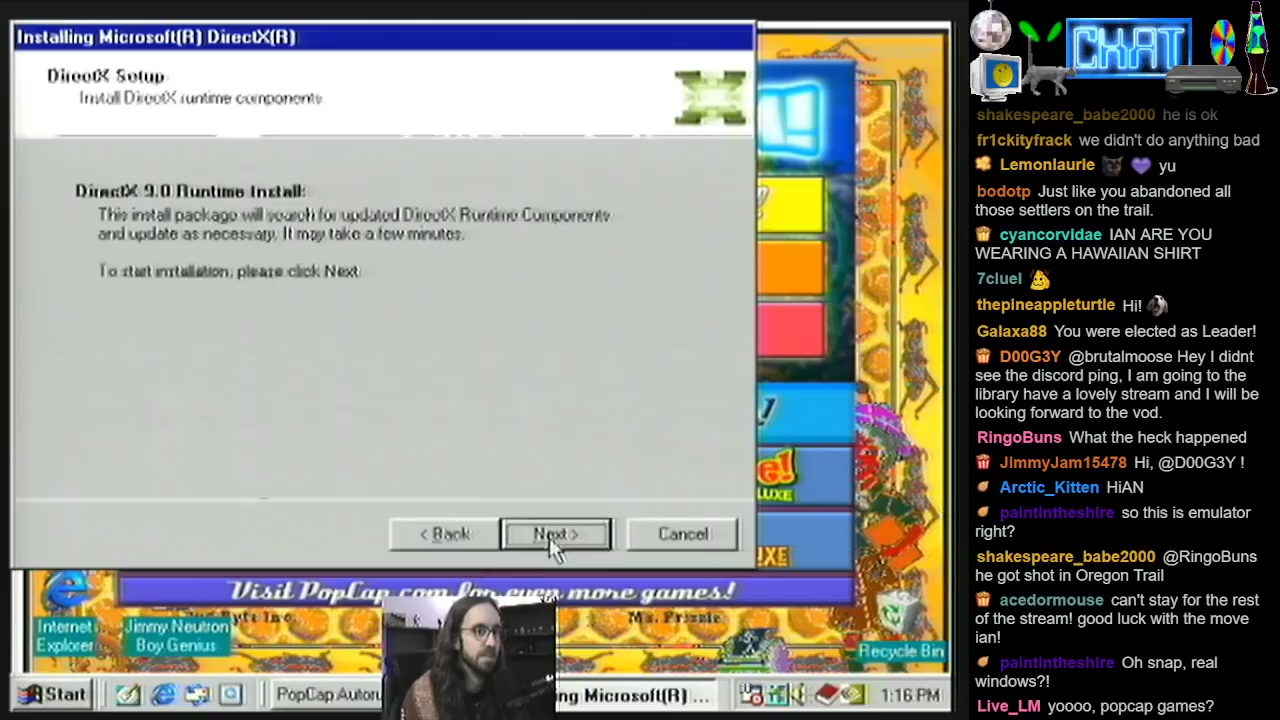 Installing Microsoft(R) DirectX(R)
DirectX Setup
Install DirectX runtime components
DirectX 9.0 Runtime Install:
This install package will search for updated DirectX Runtime Components
and update as necessary. It may take a few minutes.
To start installation, please click Next.
< Back
Next >
Cancel
Visit PopCap.com for even more games!
Ms. Frizzle
Internet
Explorer
Jimmy Neutron
Boy Genius
Recycle Bin
Start
PopCap Autoru
ng Microsoft(R) ...
1:16 PM
CHAT
shakespeare_babe2000 he is ok
fr1ckityfrack we didn't do anything bad
Lemonlaurie yu
bodotp Just like you abandoned all
those settlers on the trail.
cyancorvidae IAN ARE YOU
WEARING A HAWAIIAN SHIRT
7cluel
thepineappleturtle Hi!
Galaxa88 You were elected as Leader!
D00G3Y @brutalmoose Hey I didnt
see the discord ping, I am going to the
library have a lovely stream and I will be
looking forward to the vod.
RingoBuns What the heck happened
JimmyJam15478 Hi, @D00G3Y !
Arctic_Kitten HiAN
paintintheshire so this is emulator
right?
shakespeare_babe2000 @RingoBuns
he got shot in Oregon Trail
acedormouse can't stay for the rest
of the stream! good luck with the move
ian!
paintintheshire Oh snap, real
windows?!
Live_LM yoooo, popcap games?